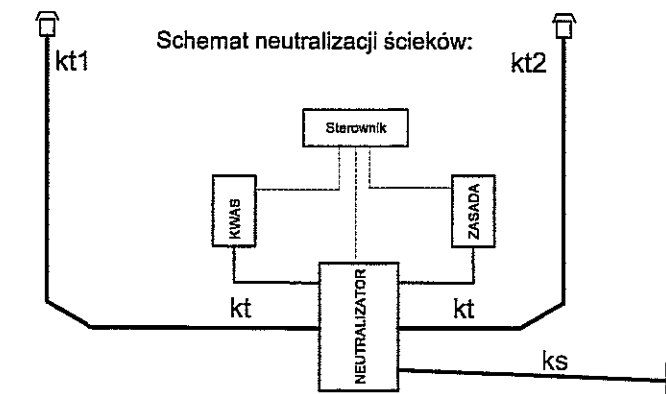 Schemat neutralizacji ścieków:
kt1
kt2
Sterownik
KWAS
ZASADA
NEUTRALIZATOR
kt
kt
ks